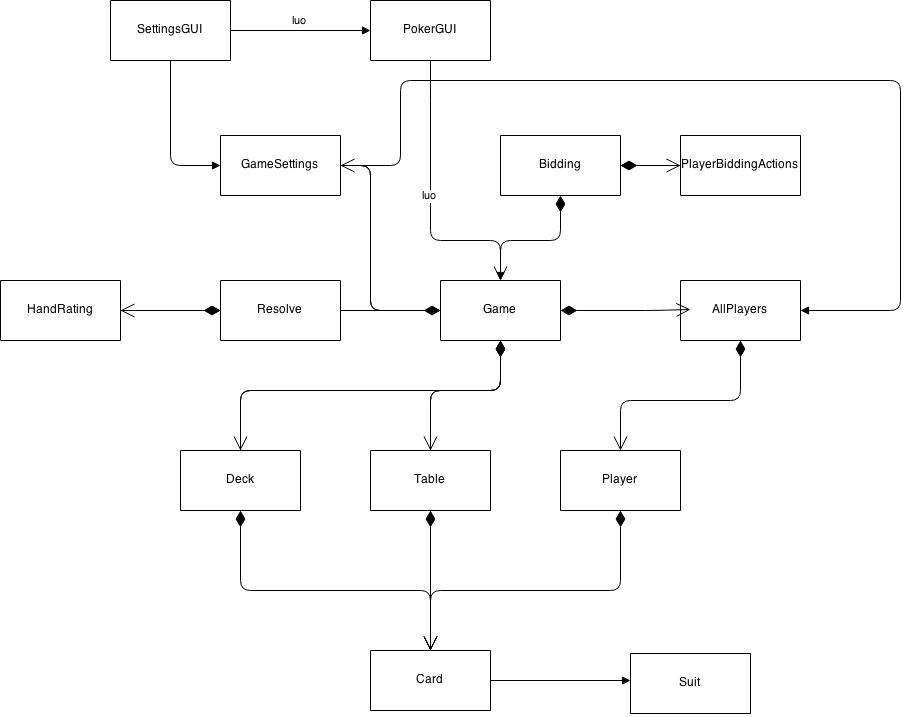 luo
SettingsGUI
PokerGUI
GameSettings
Bidding
PlayerBiddingActions
luo
HandRating
Resolve
Game
AllPlayers
Deck
Table
Player
Card
Suit